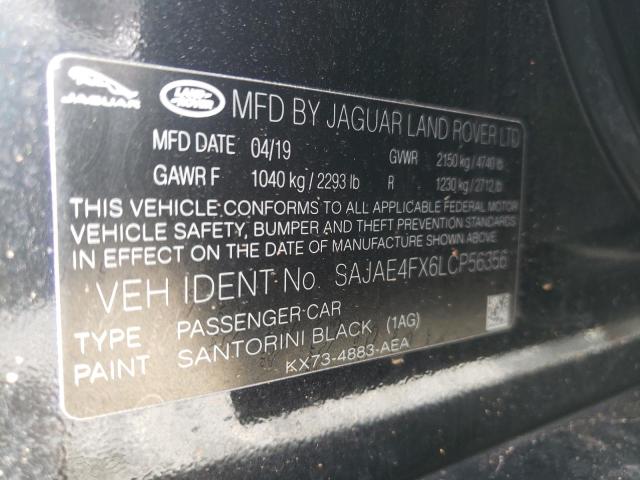 JAGUAR LAND ROVER MFD BY JAGUAR LAND ROVER LTD
MFD DATE 04/19 GVWR 2150 kg / 4740 lb
GAWR F 1040 kg / 2293 lb R 1230 kg / 2712 lb
THIS VEHICLE CONFORMS TO ALL APPLICABLE FEDERAL MOTOR
VEHICLE SAFETY, BUMPER AND THEFT PREVENTION STANDARDS
IN EFFECT ON THE DATE OF MANUFACTURE SHOWN ABOVE
VEH IDENT No. SAJAE4FX6LCP56356
TYPE PASSENGER CAR
PAINT SANTORINI BLACK (1AG)
KX73-4883-AEA